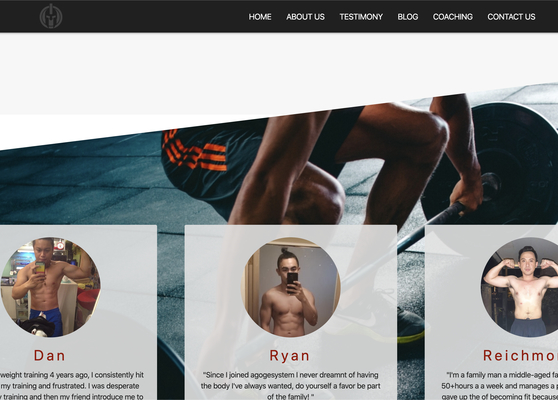 HOME ABOUT US TESTIMONY BLOG COACHING CONTACT US
Dan
weight training 4 years ago, I consistently hit
my training and frustrated. I was desperate
training and then my friend introduce me to
Ryan
"Since I joined agogesystem I never dreamnt of having
the body I've always wanted, do yourself a favor be part
of the family! "
Reichmo
"I'm a family man a middle-aged fa
50+hours a a week and manages a p
gave up the of becoming fit becau